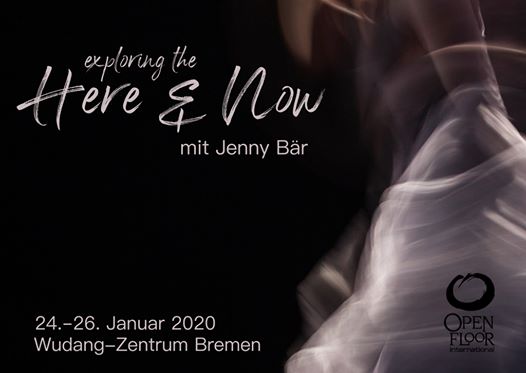 exploring the
Here & Now
mit Jenny Bär
24.–26. Januar 2020
Wudang–Zentrum Bremen
OPEN
FLOOR
International